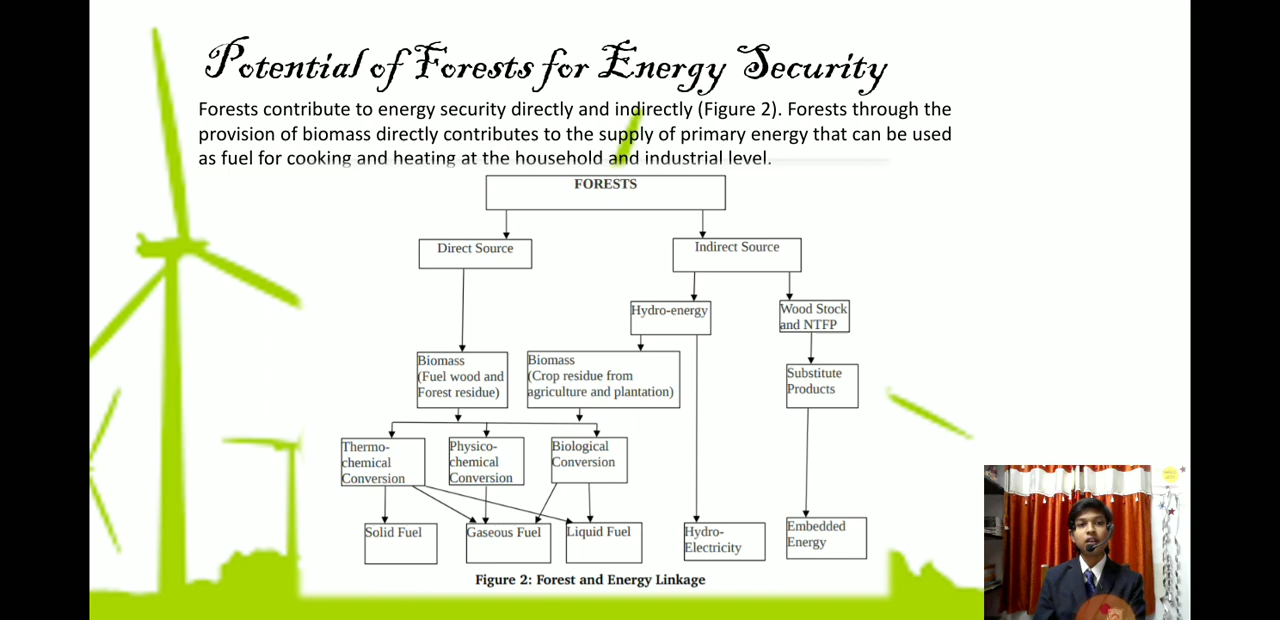 Potential of Forests for Energy Security
Forests contribute to energy security directly and indirectly (Figure 2). Forests through the
provision of biomass directly contributes to the supply of primary energy that can be used
as fuel for cooking and heating at the household and industrial level.
FORESTS
Direct Source
Indirect Source
Hydro-energy
Wood Stock
and NTFP
Biomass
(Fuel wood and
Forest residue)
Biomass
(Crop residue from
agriculture and plantation)
Substitute
Products
Thermo-
chemical
Conversion
Physico-
chemical
Conversion
Biological
Conversion
Solid Fuel
Gaseous Fuel
Liquid Fuel
Hydro-
Electricity
Embedded
Energy
Figure 2: Forest and Energy Linkage